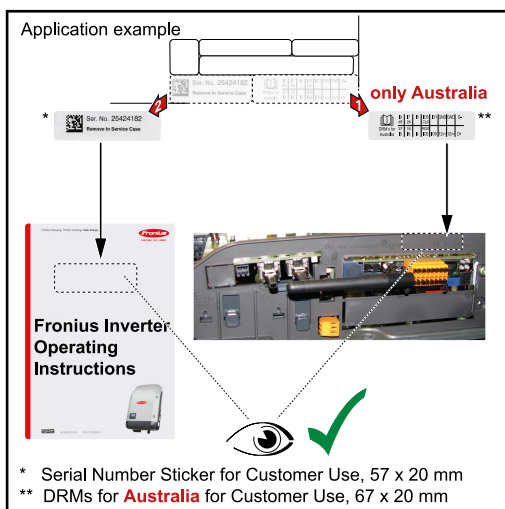 Application example
Ser. No. 25424182
Remove in Service Case
2
1
only Australia
*
Ser. No. 25424182
Remove in Service Case
DRMs for
Australia
**
Fronius
Fronius Inverter
Operating
Instructions
* Serial Number Sticker for Customer Use, 57 x 20 mm
** DRMs for Australia for Customer Use, 67 x 20 mm